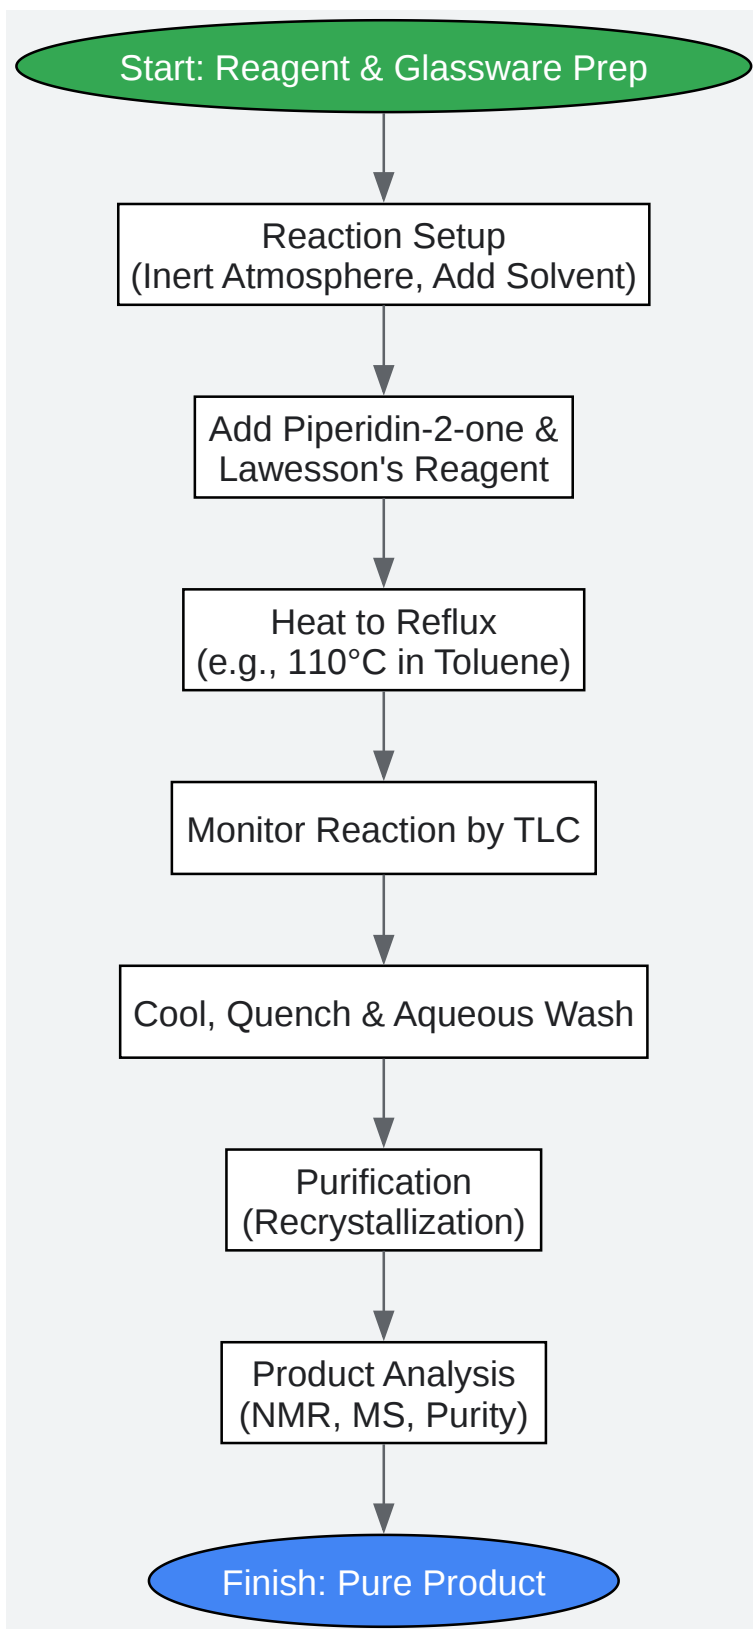 Start: Reagent & Glassware Prep
Reaction Setup
(Inert Atmosphere, Add Solvent)
Add Piperidin-2-one &
Lawesson's Reagent
Heat to Reflux
(e.g., 110°C in Toluene)
Monitor Reaction by TLC
Cool, Quench & Aqueous Wash
Purification
(Recrystallization)
Product Analysis
(NMR, MS, Purity)
Finish: Pure Product